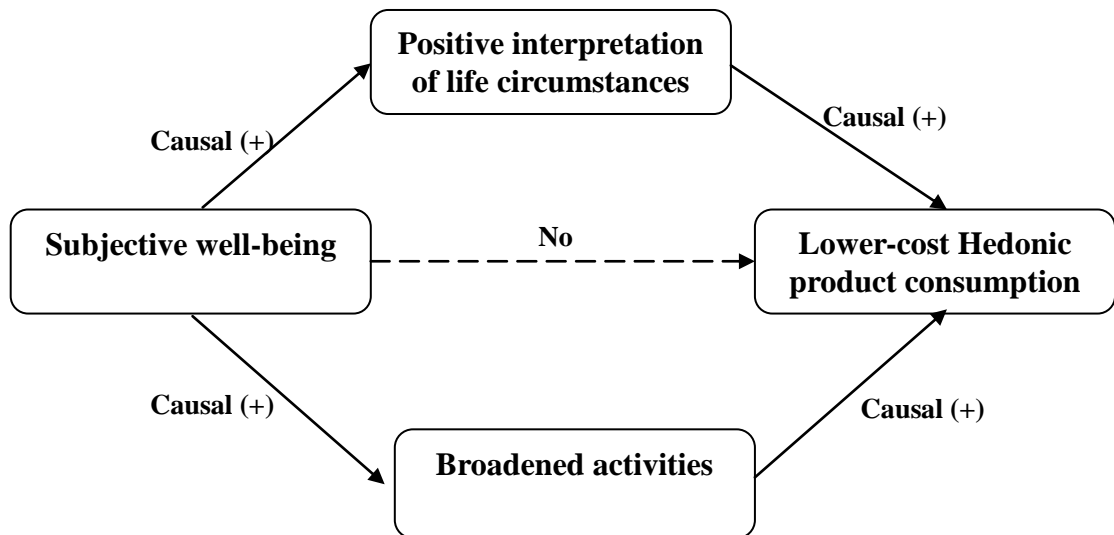 Positive interpretation
of life circumstances
Causal (+)
Causal (+)
Subjective well-being
No
Lower-cost Hedonic
product consumption
Causal (+)
Causal (+)
Broadened activities